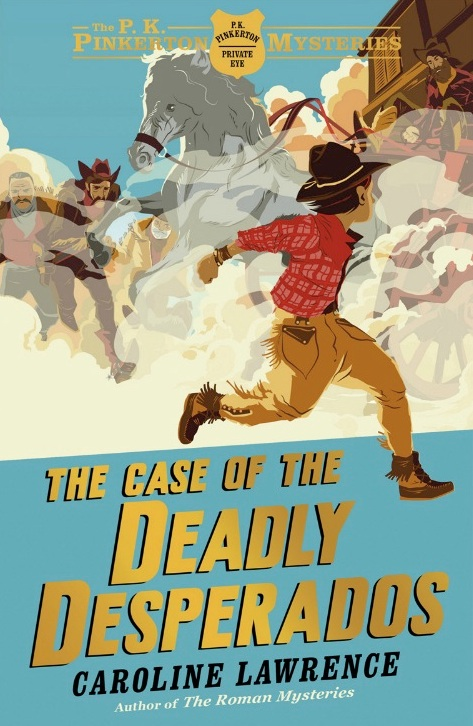 The P. K.
PINKERTON MYSTERIES
P.K.
PINKERTON
PRIVATE
EYE
THE CASE OF THE
DEADLY
DESPERADOS
CAROLINE LAWRENCE
Author of The Roman Mysteries